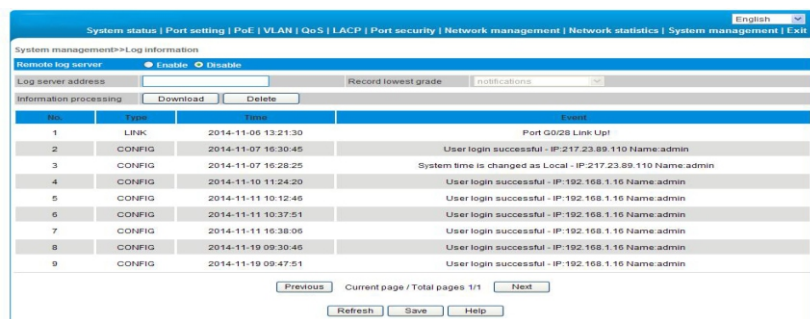 English
System status | Port setting | PoE | VLAN | QoS | LACP | Port security | Network management | Network statistics | System management | Exit
System management>>Log information
Remote log server Enable Disable
Log server address Record lowest grade notifications
Information processing Download Delete
No. Type Time Event
1 LINK 2014-11-06 13:21:30 Port G0/28 Link Up!
2 CONFIG 2014-11-07 16:30:45 User login successful - IP:217.23.89.110 Name:admin
3 CONFIG 2014-11-07 16:28:25 System time is changed as Local - IP:217.23.89.110 Name:admin
4 CONFIG 2014-11-10 11:24:20 User login successful - IP:192.168.1.16 Name:admin
5 CONFIG 2014-11-11 10:12:46 User login successful - IP:192.168.1.16 Name:admin
6 CONFIG 2014-11-11 10:37:51 User login successful - IP:192.168.1.16 Name:admin
7 CONFIG 2014-11-11 16:38:06 User login successful - IP:192.168.1.16 Name:admin
8 CONFIG 2014-11-19 09:30:46 User login successful - IP:192.168.1.16 Name:admin
9 CONFIG 2014-11-19 09:47:51 User login successful - IP:192.168.1.16 Name:admin
Previous Current page / Total pages 1/1 Next
Refresh Save Help